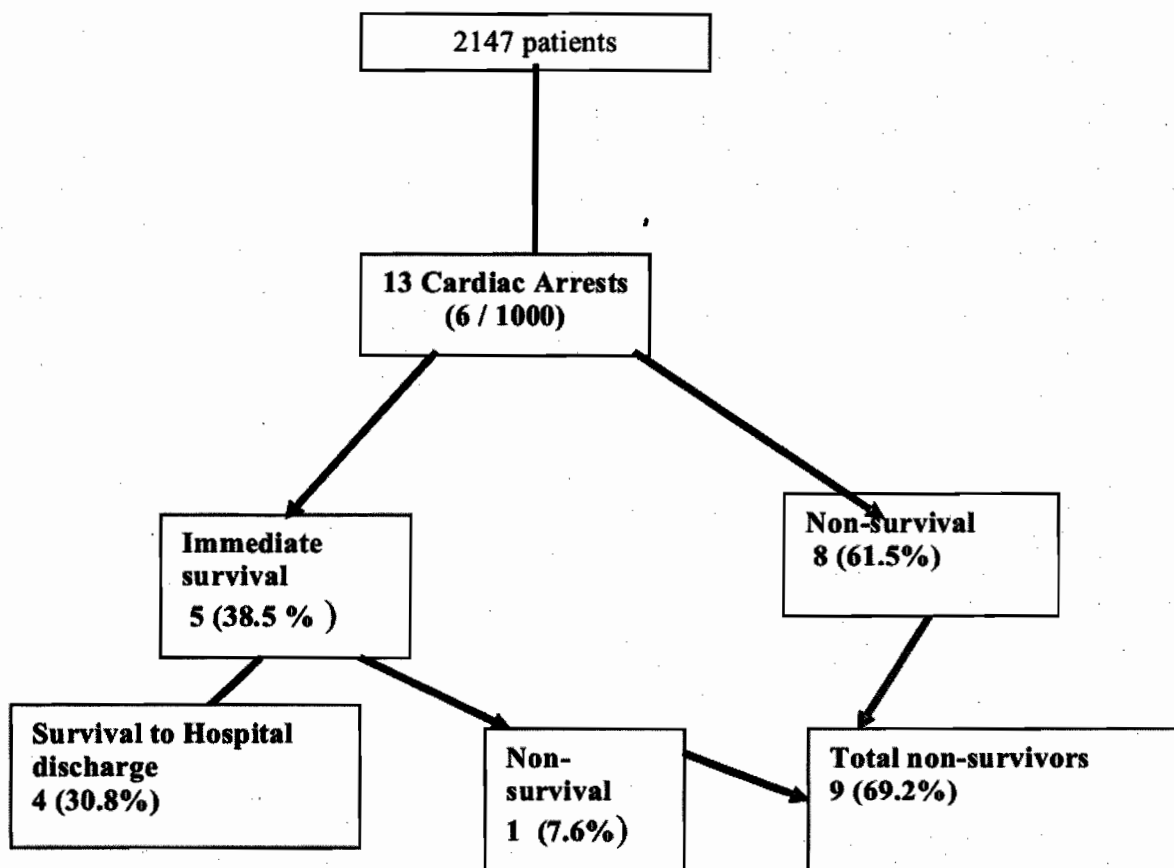 2147 patients
13 Cardiac Arrests
(6 / 1000)
Immediate
survival
5 (38.5 % )
Non-survival
8 (61.5%)
Survival to Hospital
discharge
4 (30.8%)
Non-
survival
1 (7.6%)
Total non-survivors
9 (69.2%)